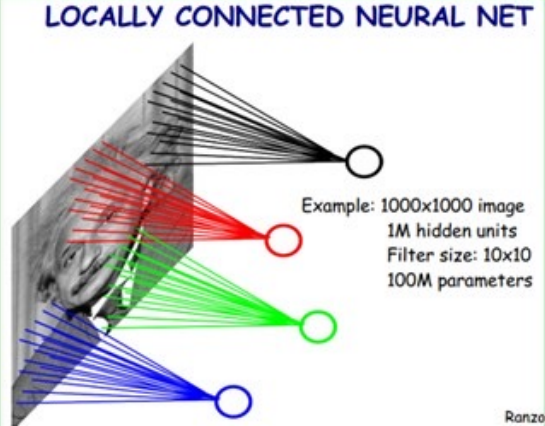 LOCALLY CONNECTED NEURAL NET
Example: 1000x1000 image
1M hidden units
Filter size: 10x10
100M parameters
Ranzo